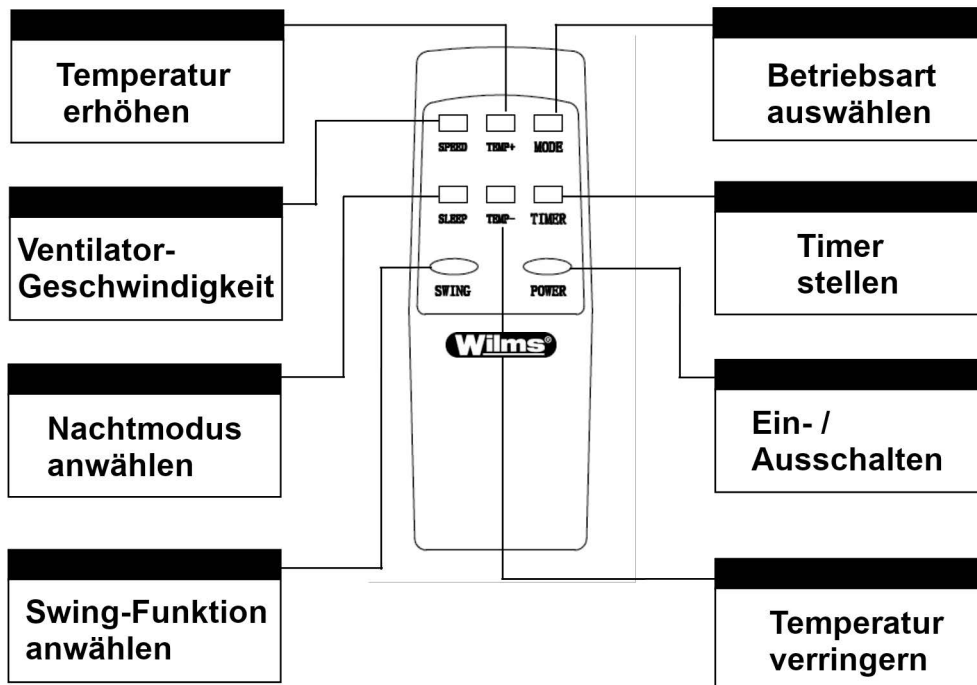 Temperatur
erhöhen
Betriebsart
auswählen
SPEED TEMP+ MODE
Ventilator-
Geschwindigkeit
SLEEP TEMP- TIMER
Timer
stellen
SWING POWER
Wilms®
Nachtmodus
anwählen
Ein- /
Ausschalten
Swing-Funktion
anwählen
Temperatur
verringern